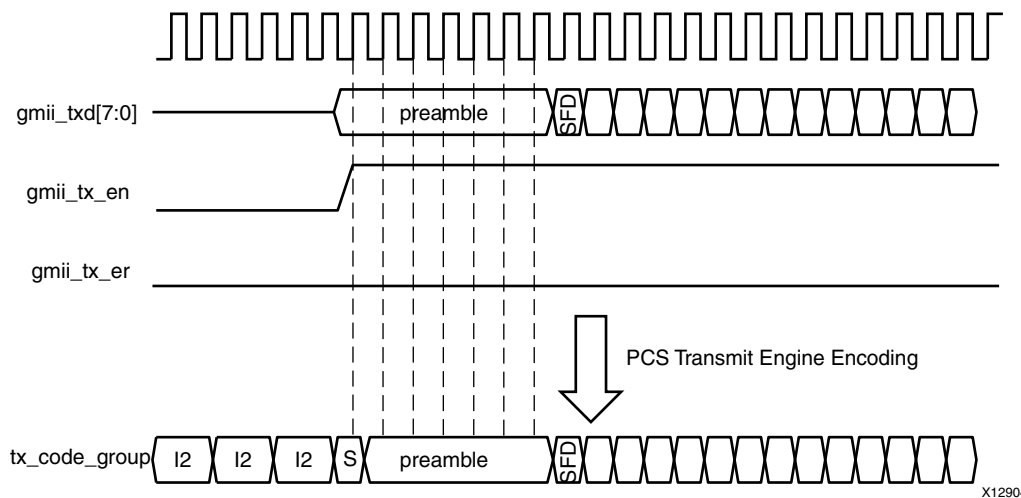 gmii_txd[7:0]
preamble
SFD
gmii_tx_en
gmii_tx_er
PCS Transmit Engine Encoding
tx_code_group
I2
I2
I2
S
preamble
SFD
X1290